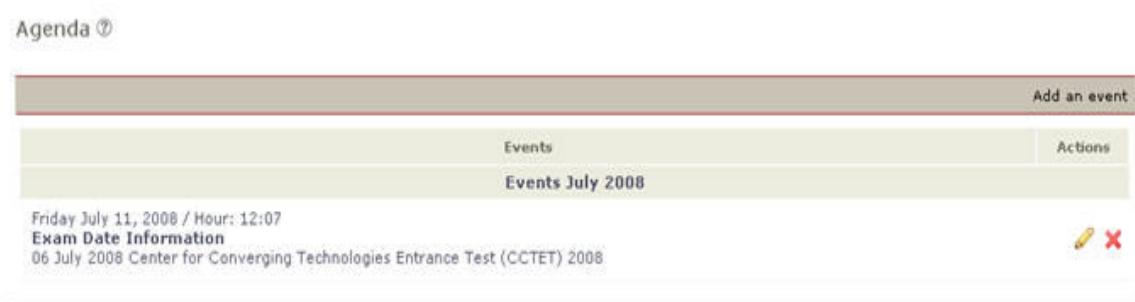 Agenda
Add an event
Events Actions
Events July 2008
Friday July 11, 2008 / Hour: 12:07
Exam Date Information
06 July 2008 Center for Converging Technologies Entrance Test (CCTET) 2008